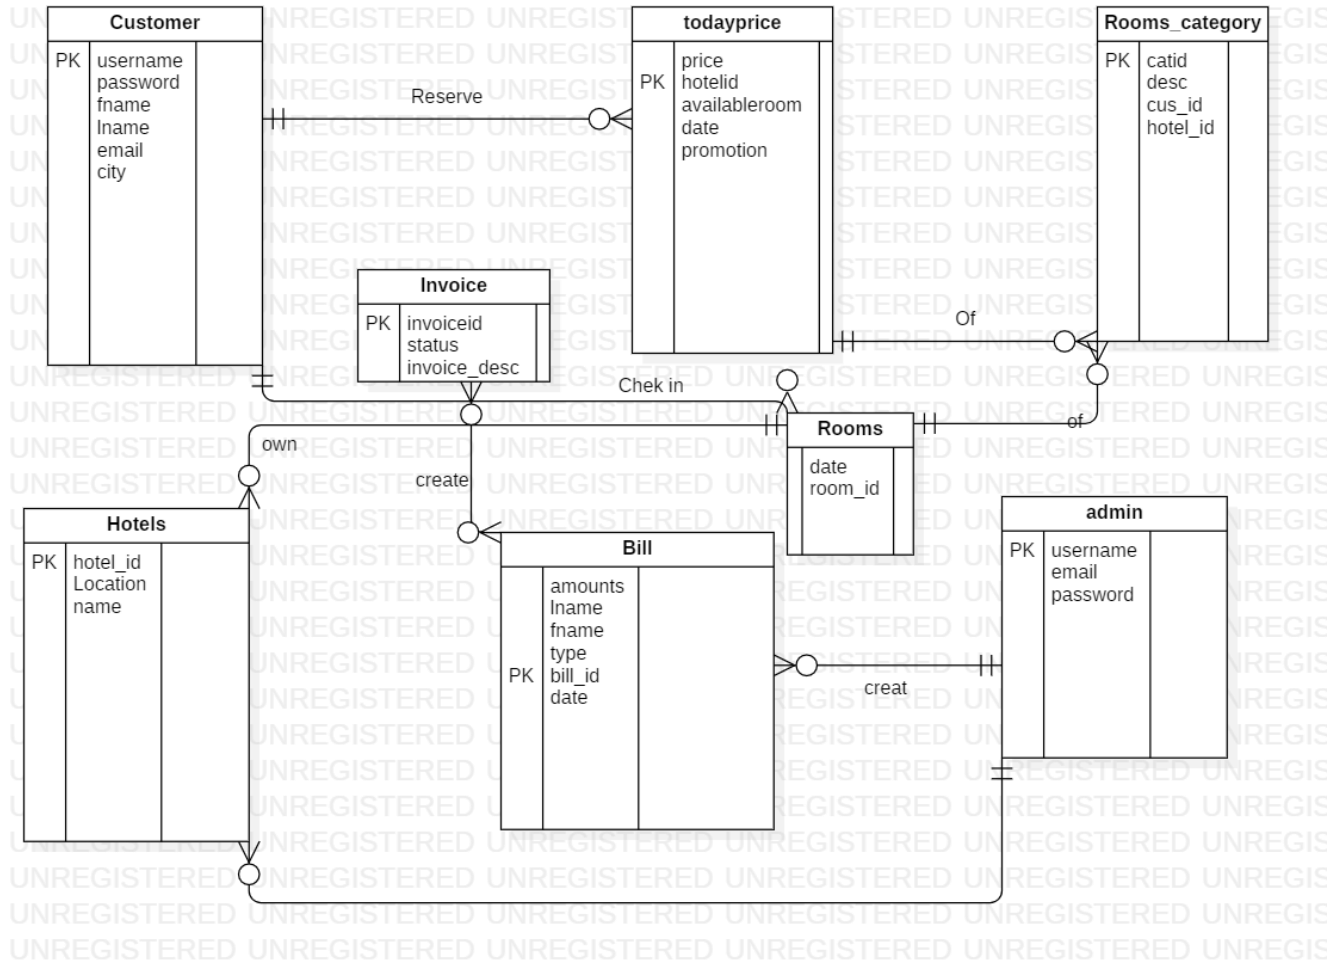 Customer
PK username
password
fname
lname
email
city
Reserve
todayprice
price
PK hotelid
availableroom
date
promotion
Rooms_category
PK catid
desc
cus_id
hotel_id
Of
Invoice
PK invoiceid
status
invoice_desc
Chek in
own
create
Rooms
date
room_id
of
Hotels
PK hotel_id
Location
name
Bill
amounts
lname
fname
type
PK bill_id
date
creat
admin
PK username
email
password
UNREGISTERED